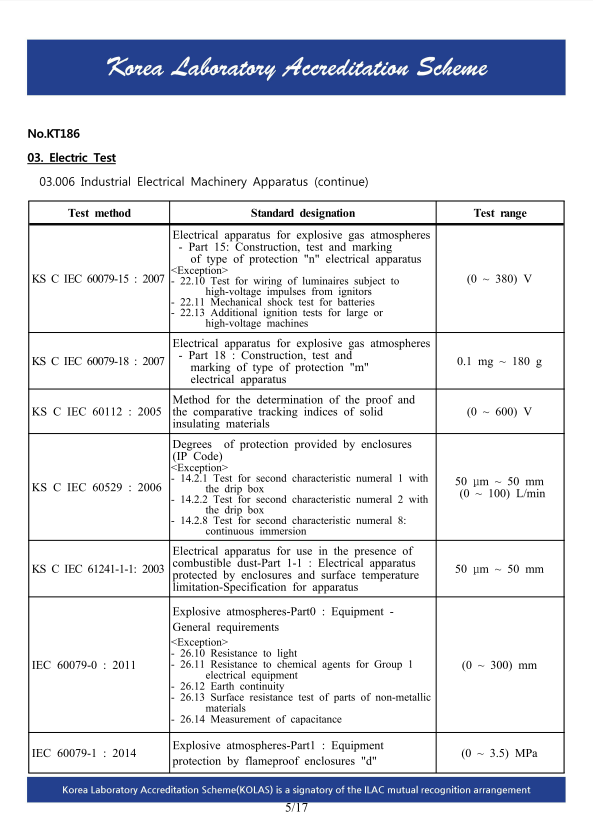 Korea Laboratory Accreditation Scheme
No.KT186
03. Electric Test
03.006 Industrial Electrical Machinery Apparatus (continue)
Test method Standard designation Test range
KS C IEC 60079-15 : 2007
Electrical apparatus for explosive gas atmospheres
- Part 15: Construction, test and marking
of type of protection "n" electrical apparatus
<Exception>
- 22.10 Test for wiring of luminaires subject to
high-voltage impulses from ignitors
- 22.11 Mechanical shock test for batteries
- 22.13 Additional ignition tests for large or
high-voltage machines
(0 ~ 380) V
KS C IEC 60079-18 : 2007
Electrical apparatus for explosive gas atmospheres
- Part 18 : Construction, test and
marking of type of protection "m"
electrical apparatus
0.1 mg ~ 180 g
KS C IEC 60112 : 2005
Method for the determination of the proof and
the comparative tracking indices of solid
insulating materials
(0 ~ 600) V
KS C IEC 60529 : 2006
Degrees of protection provided by enclosures
(IP Code)
<Exception>
- 14.2.1 Test for second characteristic numeral 1 with
the drip box
- 14.2.2 Test for second characteristic numeral 2 with
the drip box
- 14.2.8 Test for second characteristic numeral 8:
continuous immersion
50 μm ~ 50 mm
(0 ~ 100) L/min
KS C IEC 61241-1-1: 2003
Electrical apparatus for use in the presence of
combustible dust-Part 1-1 : Electrical apparatus
protected by enclosures and surface temperature
limitation-Specification for apparatus
50 μm ~ 50 mm
IEC 60079-0 : 2011
Explosive atmospheres-Part0 : Equipment -
General requirements
<Exception>
- 26.10 Resistance to light
- 26.11 Resistance to chemical agents for Group 1
electrical equipment
- 26.12 Earth continuity
- 26.13 Surface resistance test of parts of non-metallic
materials
- 26.14 Measurement of capacitance
(0 ~ 300) mm
IEC 60079-1 : 2014
Explosive atmospheres-Part1 : Equipment
protection by flameproof enclosures "d"
(0 ~ 3.5) MPa
Korea Laboratory Accreditation Scheme(KOLAS) is a signatory of the ILAC mutual recognition arrangement
5/17